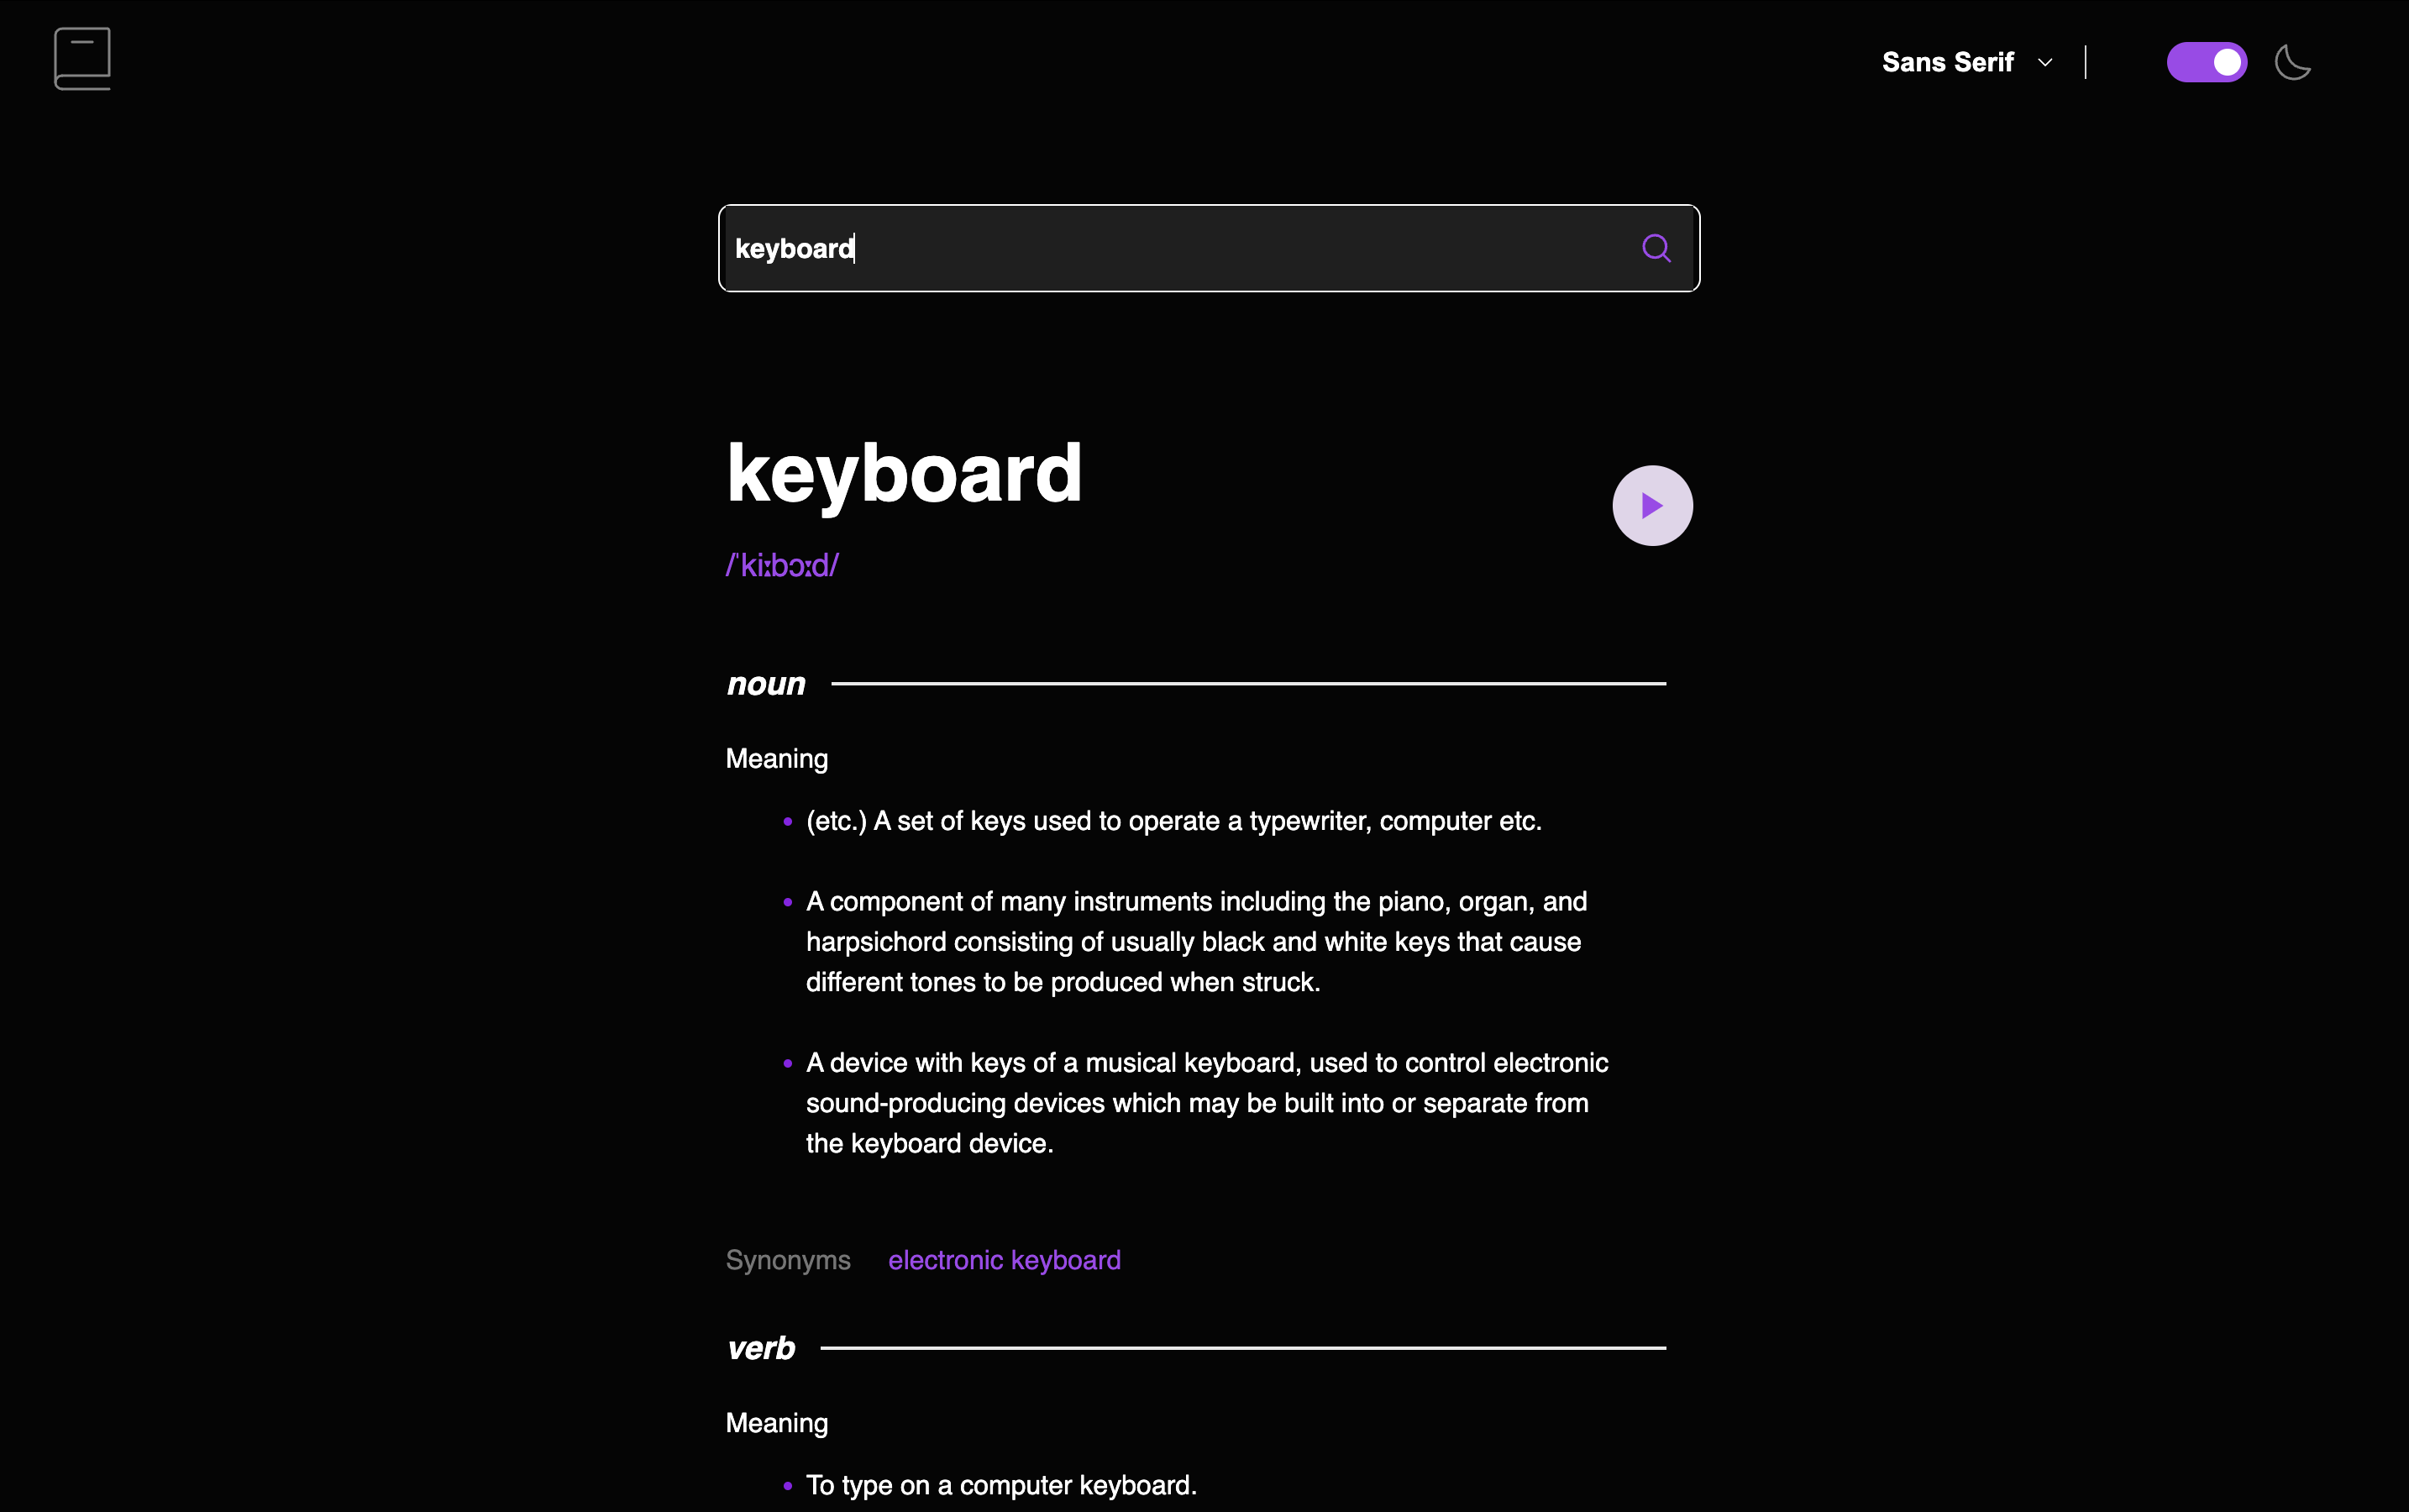 Sans Serif
keyboard
keyboard
/ˈkiːbɔːd/
noun
Meaning
(etc.) A set of keys used to operate a typewriter, computer etc.
A component of many instruments including the piano, organ, and
harpsichord consisting of usually black and white keys that cause
different tones to be produced when struck.
A device with keys of a musical keyboard, used to control electronic
sound-producing devices which may be built into or separate from
the keyboard device.
Synonyms electronic keyboard
verb
Meaning
To type on a computer keyboard.